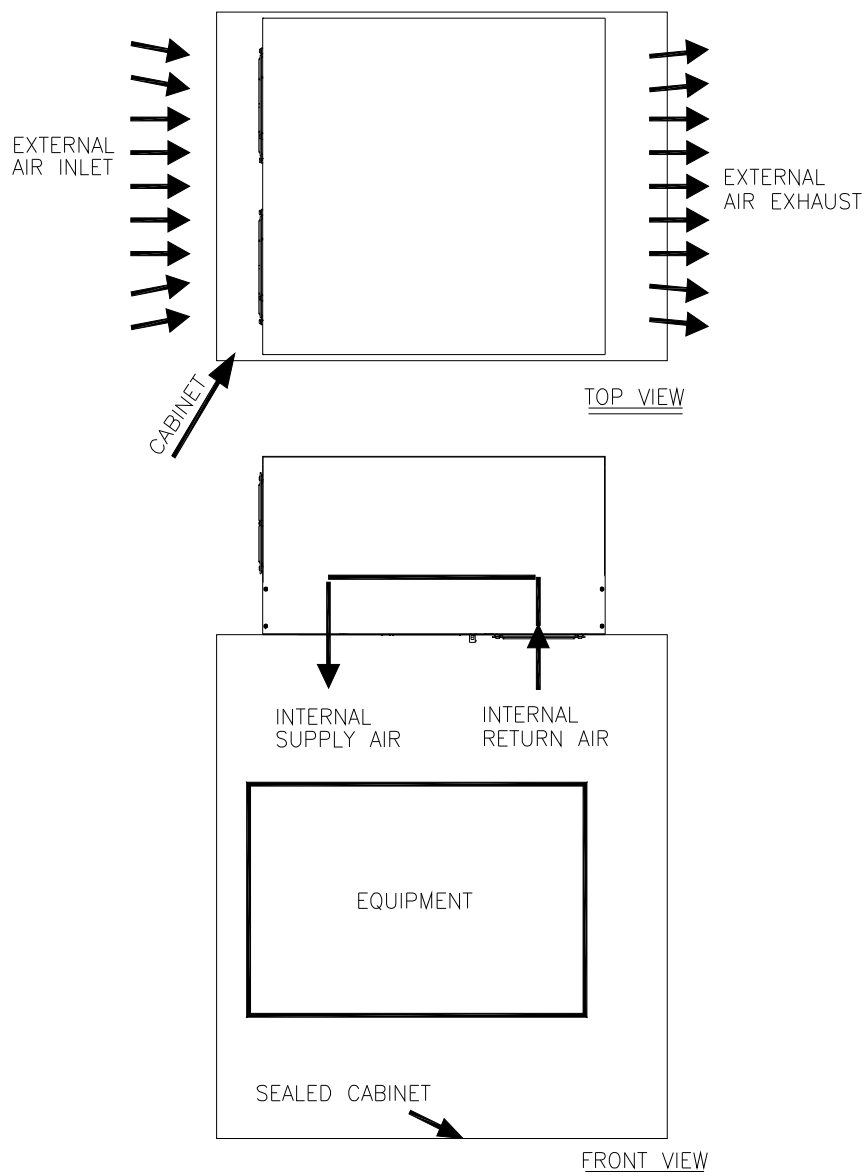 EXTERNAL
AIR INLET
EXTERNAL
AIR EXHAUST
CABINET
TOP VIEW
INTERNAL
SUPPLY AIR
INTERNAL
RETURN AIR
EQUIPMENT
SEALED CABINET
FRONT VIEW